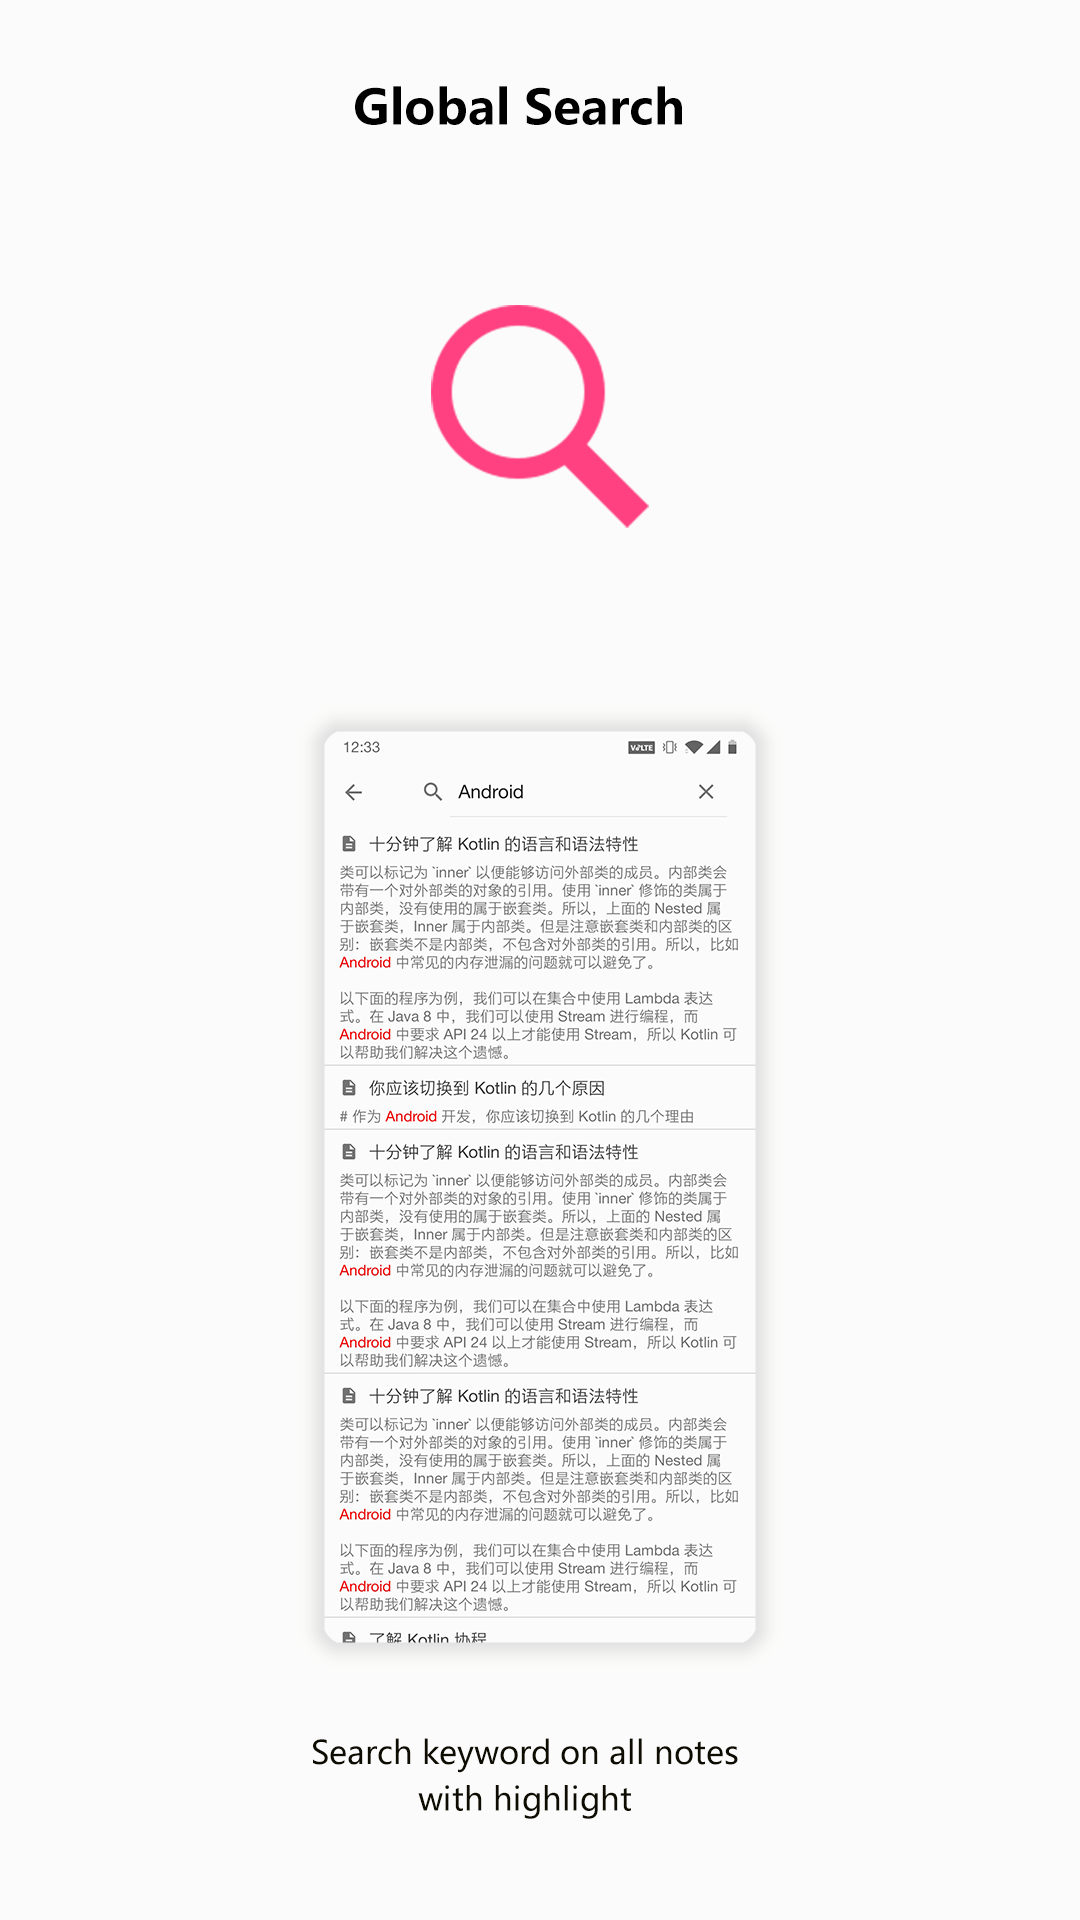 Global Search
12:33
VoLTE
Android
十分钟了解 Kotlin 的语言和语法特性
类可以标记为 `inner` 以便能够访问外部类的成员。内部类会
带有一个对外部类的对象的引用。使用 `inner` 修饰的类属于
内部类，没有使用的属于嵌套类。所以，上面的 Nested 属
于嵌套类，Inner 属于内部类。但是注意嵌套类和内部类的区
别：嵌套类不是内部类，不包含对外部类的引用。所以，比如
Android 中常见的内存泄漏的问题就可以避免了。
以下面的程序为例，我们可以在集合中使用 Lambda 表达
式。在 Java 8 中，我们可以使用 Stream 进行编程，而
Android 中要求 API 24 以上才能使用 Stream，所以 Kotlin 可
以帮助我们解决这个遗憾。
你应该切换到 Kotlin 的几个原因
# 作为 Android 开发，你应该切换到 Kotlin 的几个理由
十分钟了解 Kotlin 的语言和语法特性
类可以标记为 `inner` 以便能够访问外部类的成员。内部类会
带有一个对外部类的对象的引用。使用 `inner` 修饰的类属于
内部类，没有使用的属于嵌套类。所以，上面的 Nested 属
于嵌套类，Inner 属于内部类。但是注意嵌套类和内部类的区
别：嵌套类不是内部类，不包含对外部类的引用。所以，比如
Android 中常见的内存泄漏的问题就可以避免了。
以下面的程序为例，我们可以在集合中使用 Lambda 表达
式。在 Java 8 中，我们可以使用 Stream 进行编程，而
Android 中要求 API 24 以上才能使用 Stream，所以 Kotlin 可
以帮助我们解决这个遗憾。
十分钟了解 Kotlin 的语言和语法特性
类可以标记为 `inner` 以便能够访问外部类的成员。内部类会
带有一个对外部类的对象的引用。使用 `inner` 修饰的类属于
内部类，没有使用的属于嵌套类。所以，上面的 Nested 属
于嵌套类，Inner 属于内部类。但是注意嵌套类和内部类的区
别：嵌套类不是内部类，不包含对外部类的引用。所以，比如
Android 中常见的内存泄漏的问题就可以避免了。
以下面的程序为例，我们可以在集合中使用 Lambda 表达
式。在 Java 8 中，我们可以使用 Stream 进行编程，而
Android 中要求 API 24 以上才能使用 Stream，所以 Kotlin 可
以帮助我们解决这个遗憾。
了解 Kotlin 协程
Search keyword on all notes
with highlight